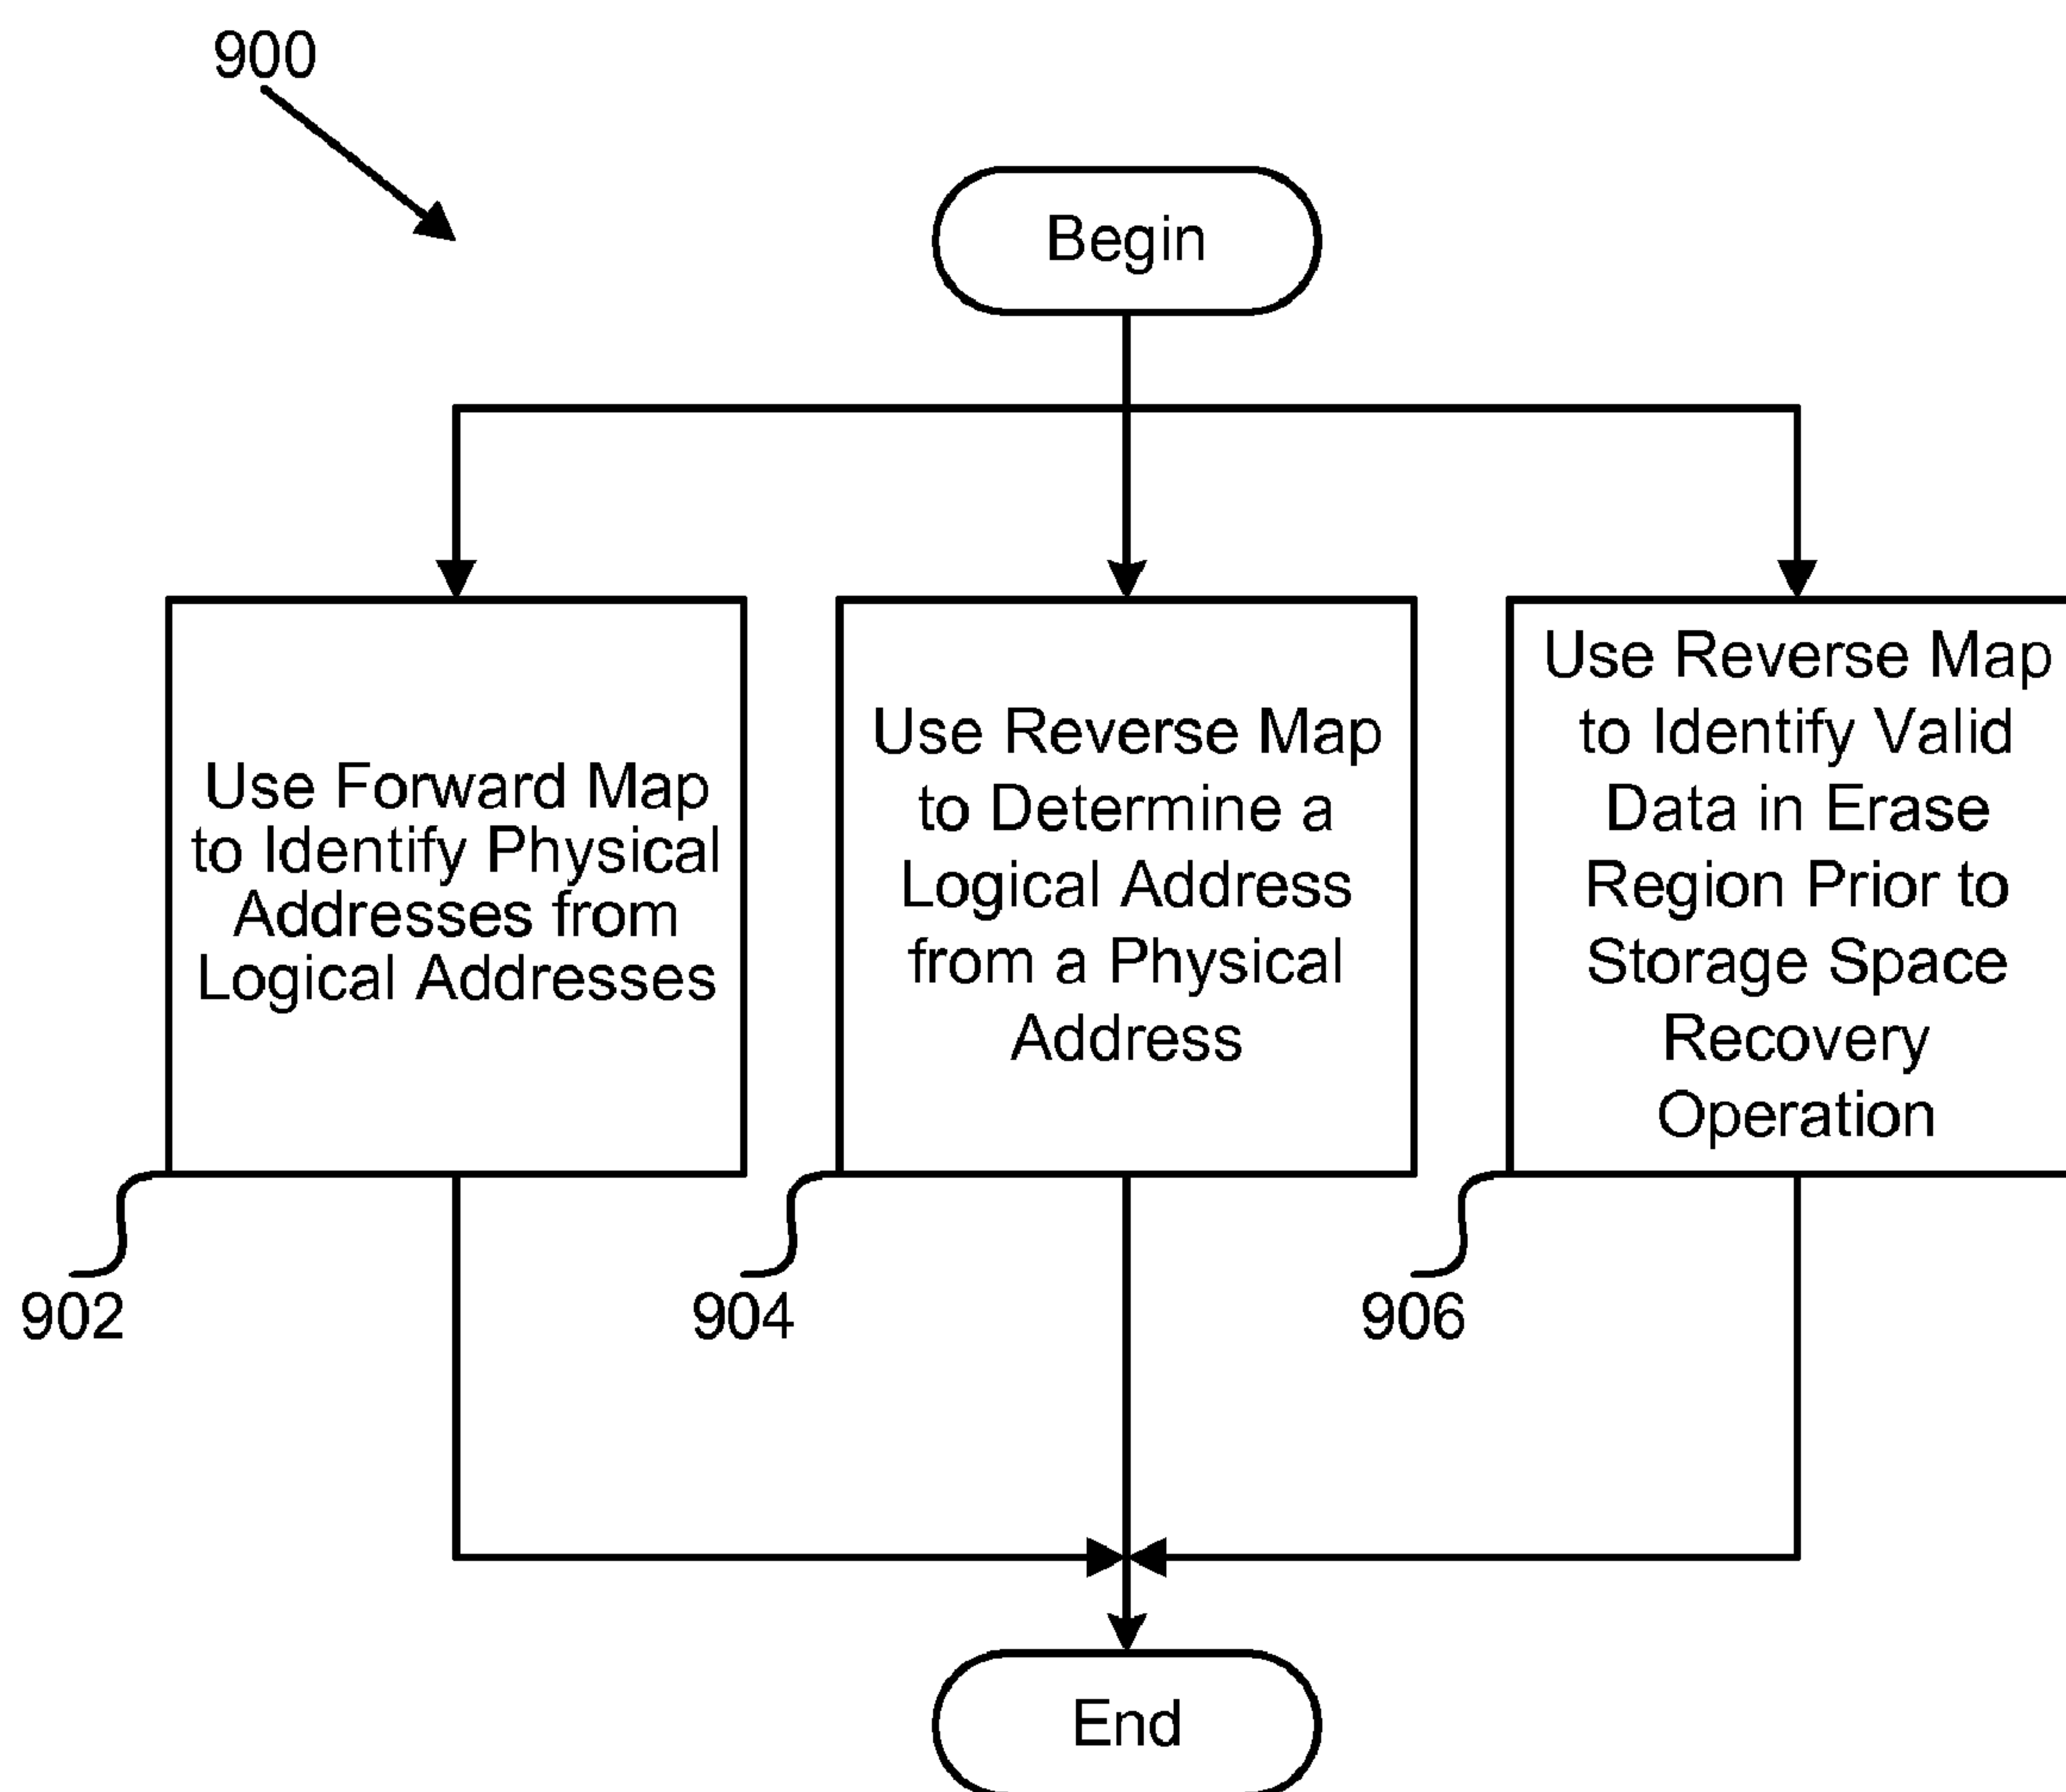 900
Begin
Use Forward Map
to Identify Physical
Addresses from
Logical Addresses
Use Reverse Map
to Determine a
Logical Address
from a Physical
Address
Use Reverse Map
to Identify Valid
Data in Erase
Region Prior to
Storage Space
Recovery
Operation
902
904
906
End